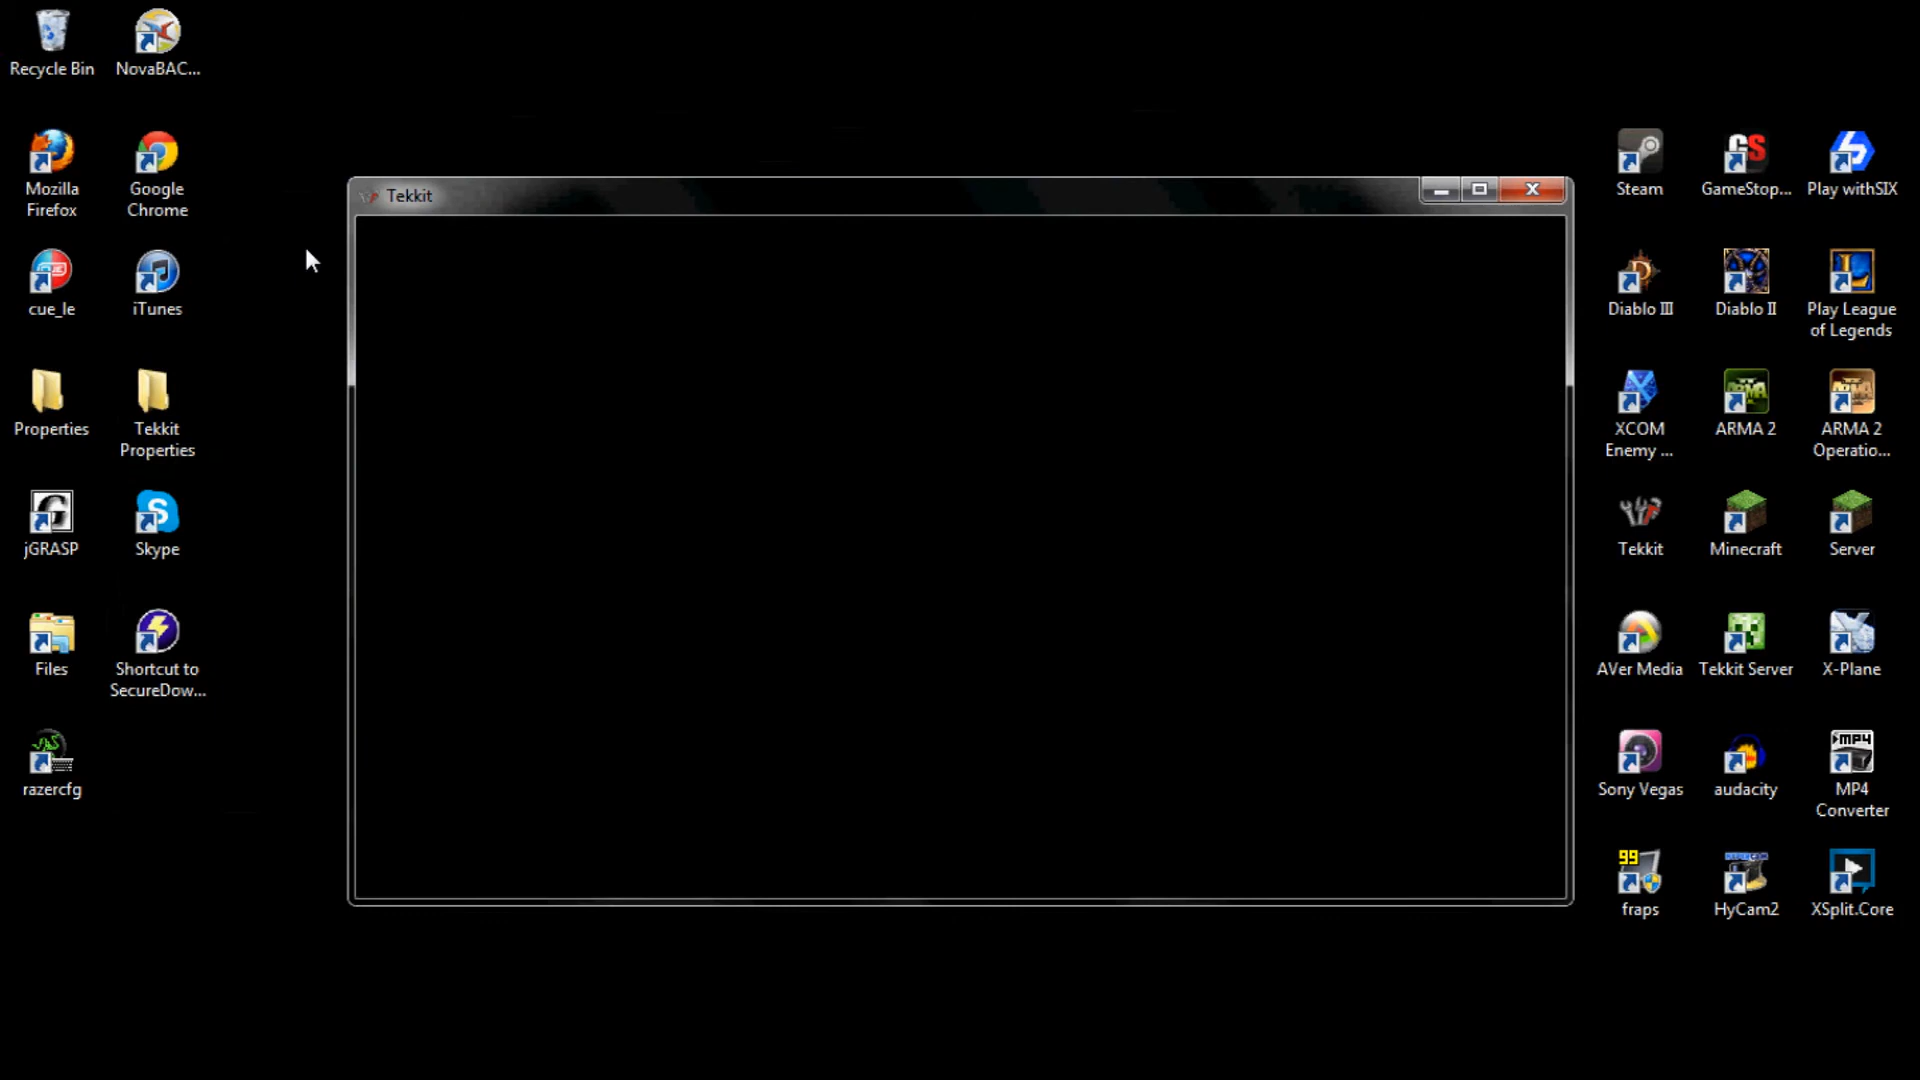 Recycle Bin
NovaBAC...
Mozilla
Firefox
Google
Chrome
cue_le
iTunes
Properties
Tekkit
Properties
jGRASP
Skype
Files
Shortcut to
SecureDow...
razercfg
Tekkit
Steam
GameStop...
Play withSIX
Diablo III
Diablo II
Play League
of Legends
XCOM
Enemy ...
ARMA 2
ARMA 2
Operatio...
Tekkit
Minecraft
Server
AVer Media
Tekkit Server
X-Plane
Sony Vegas
audacity
MP4
MP4
Converter
99
fraps
HyCam2
XSplit.Core